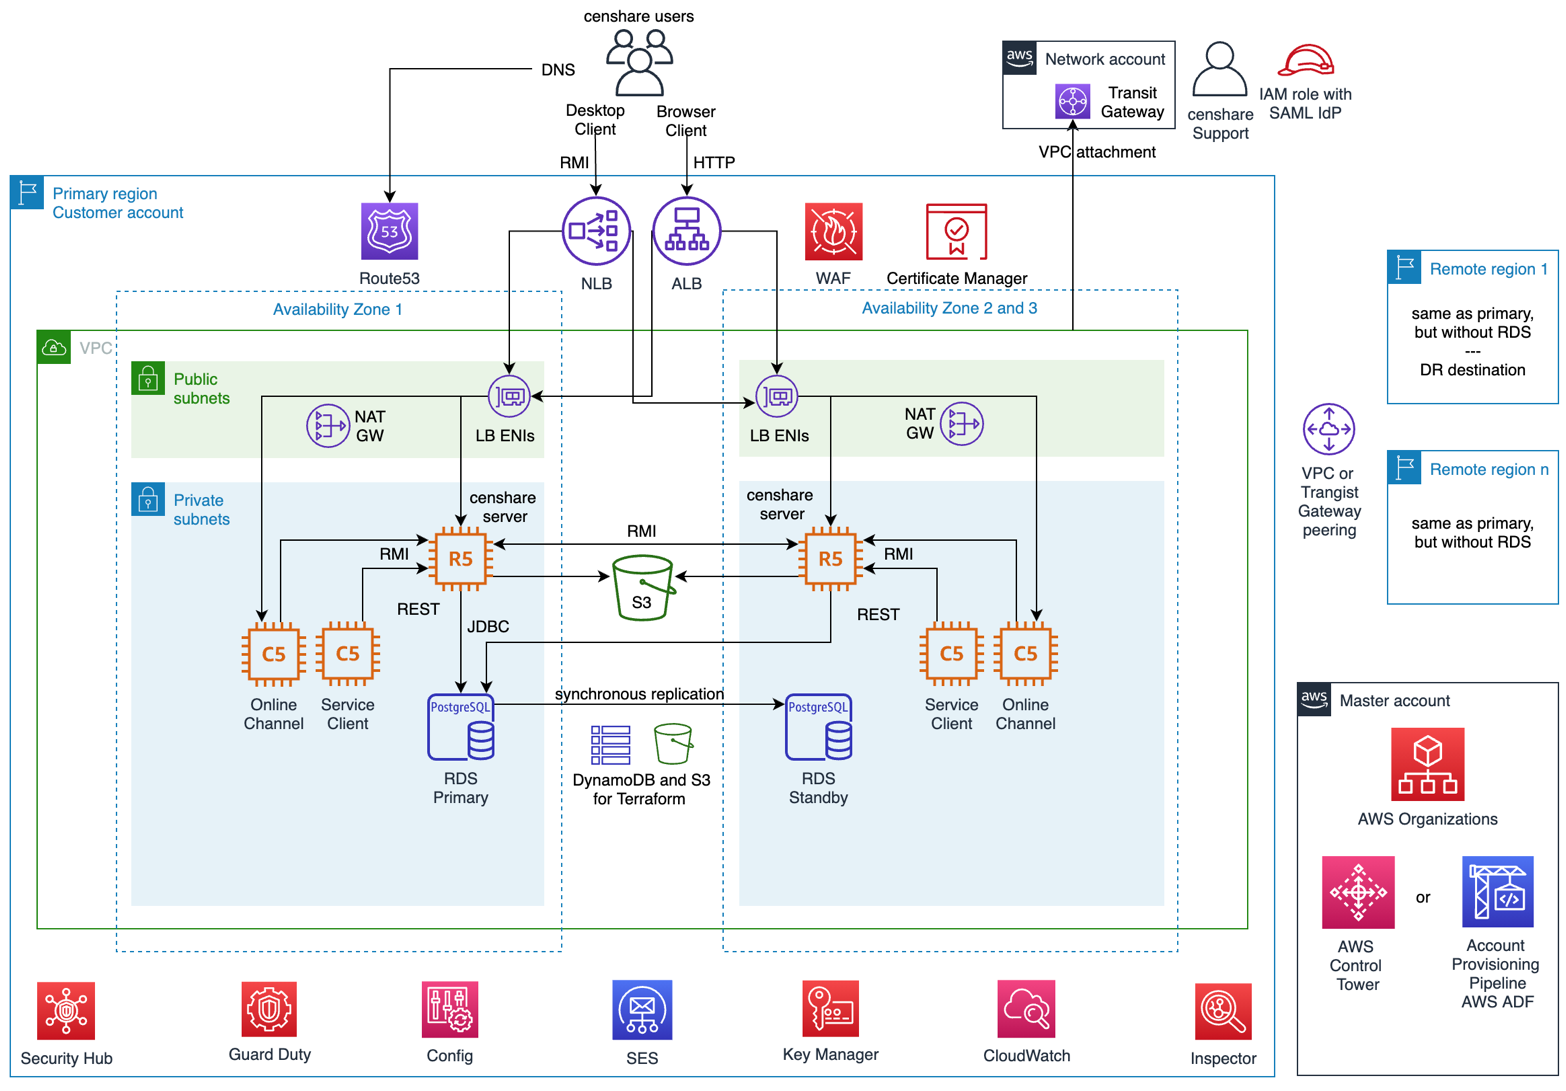 censhare users
DNS
Desktop
Client
Browser
Client
RMI
HTTP
aws
Network account
Transit
Gateway
VPC attachment
censhare
Support
IAM role with
SAML IdP
Primary region
Customer account
53
Route53
NLB
ALB
WAF
Certificate Manager
Availability Zone 1
Availability Zone 2 and 3
VPC
Public
subnets
NAT
GW
LB ENIs
LB ENIs
NAT
GW
Private
subnets
censhare
server
censhare
server
R5
RMI
RMI
R5
RMI
S3
REST
JDBC
REST
C5
C5
C5
C5
Online
Channel
Service
Client
Service
Client
Online
Channel
PostgreSQL
synchronous replication
PostgreSQL
RDS
Primary
DynamoDB and S3
for Terraform
RDS
Standby
Security Hub
Guard Duty
Config
SES
Key Manager
CloudWatch
Inspector
Remote region 1
same as primary,
but without RDS
---
DR destination
VPC or
Trangist
Gateway
peering
Remote region n
same as primary,
but without RDS
aws
Master account
AWS Organizations
AWS
Control
Tower
or
Account
Provisioning
Pipeline
AWS ADF